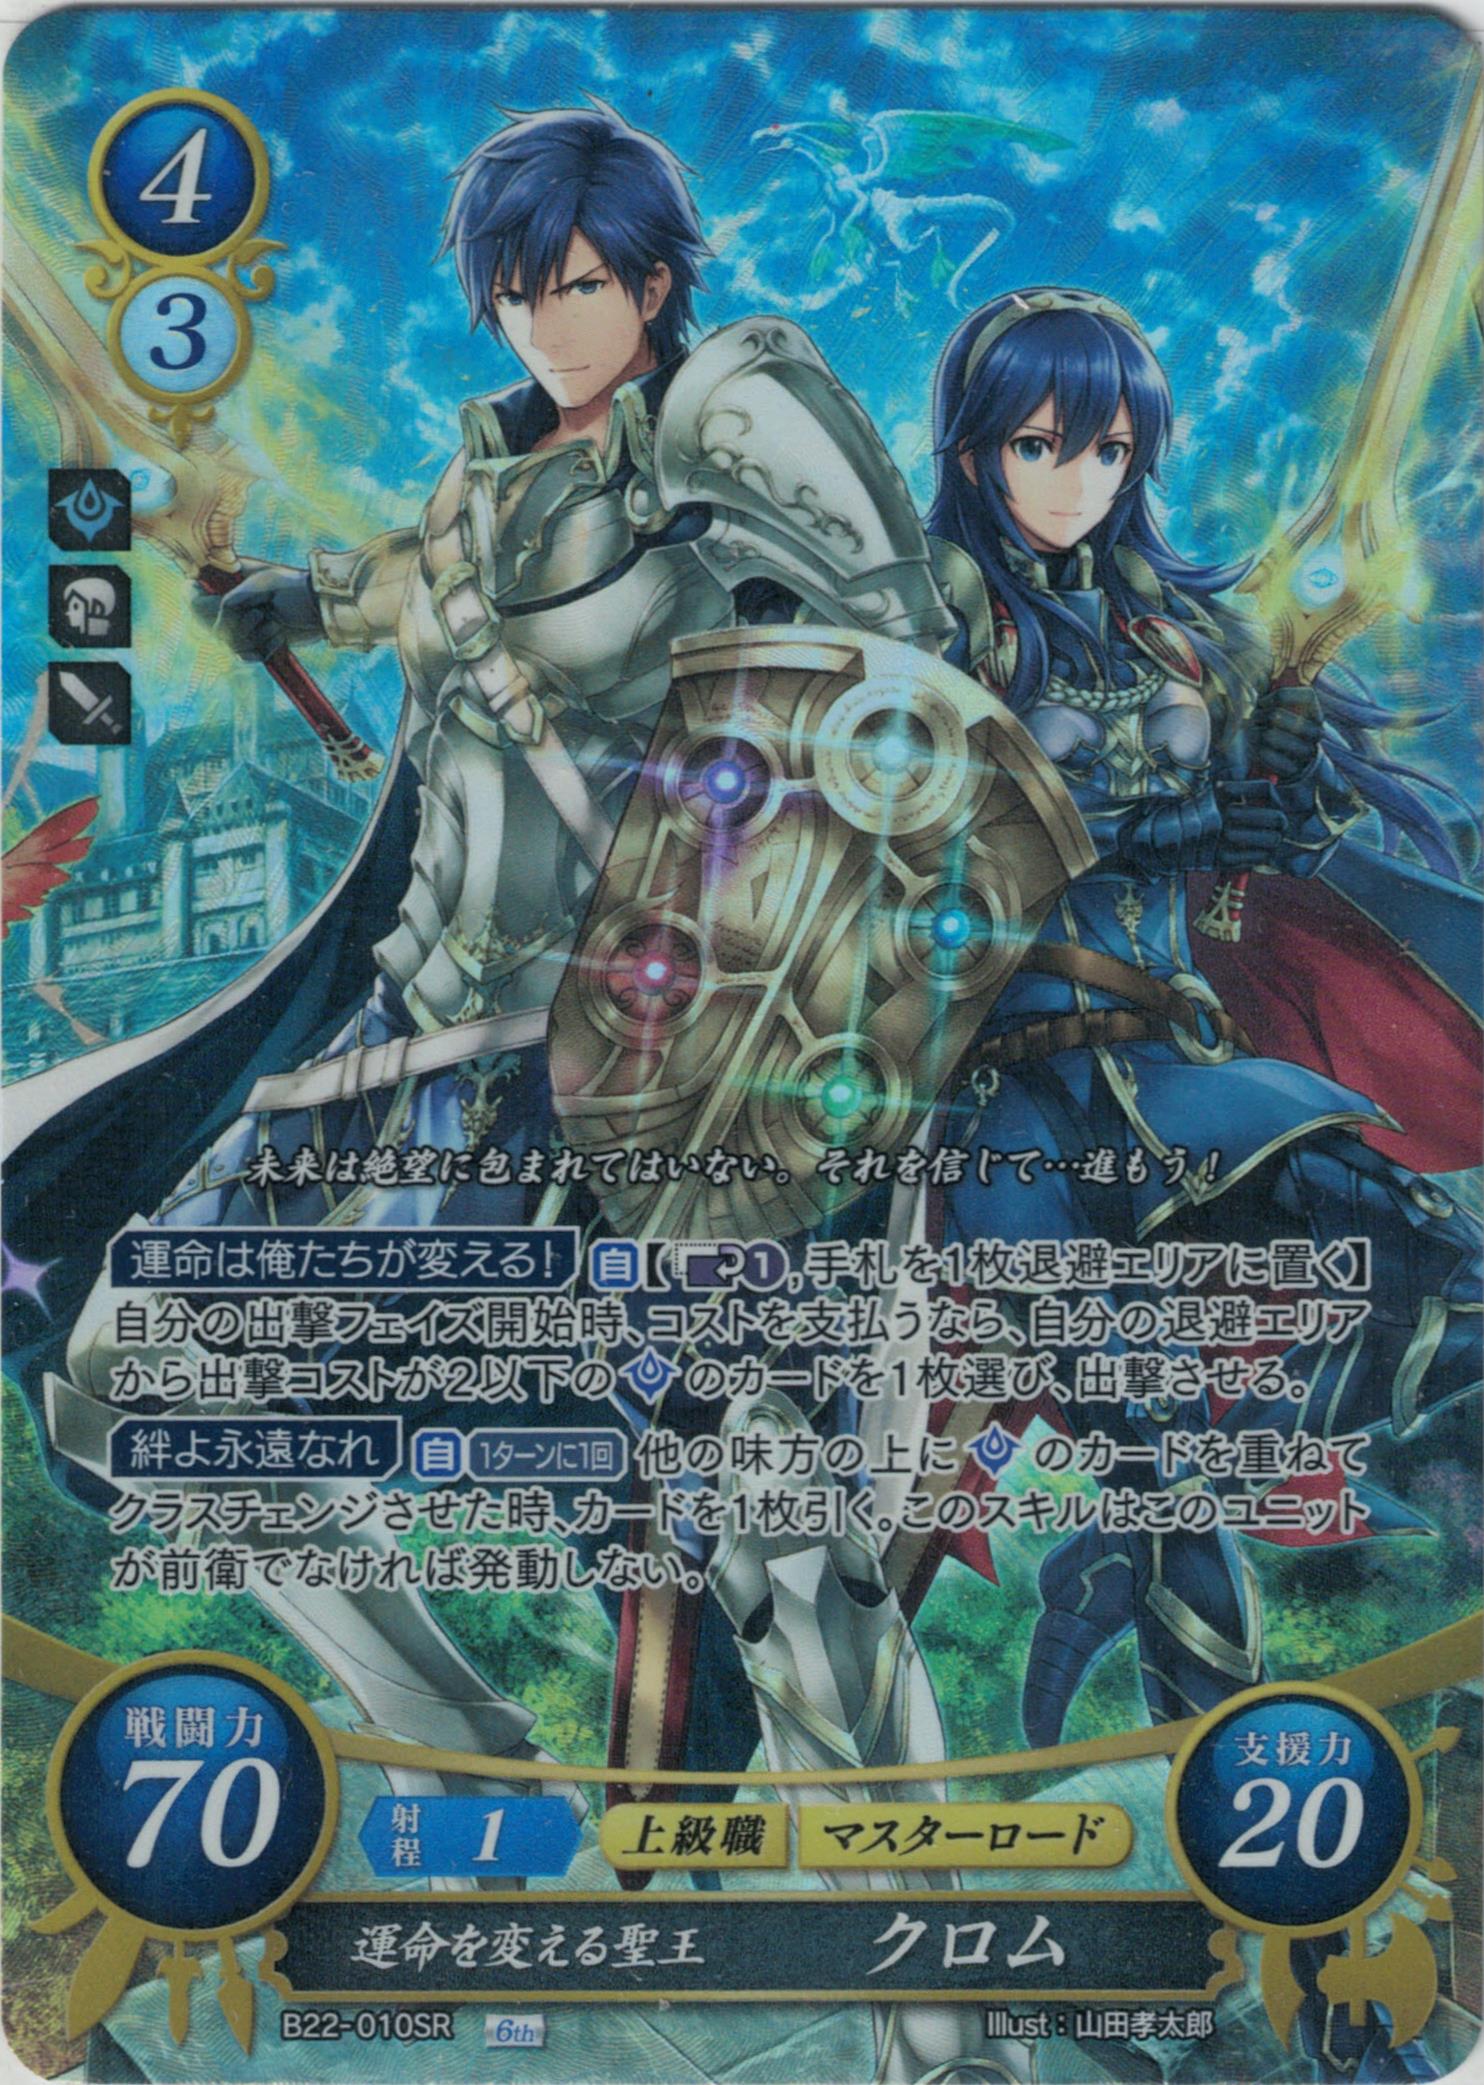 4
3
未来は絶望に包まれてはいない。それを信じて…進もう！
運命は俺たちが変える! 自【 1,手札を1枚退避エリアに置く】
自分の出撃フェイズ開始時、コストを支払うなら、自分の退避エリア
から出撃コストが2以下の のカードを1枚選び、出撃させる。
絆よ永遠なれ 自 1ターンに1回 他の味方の上に のカードを重ねて
クラスチェンジさせた時、カードを1枚引く。このスキルはこのユニット
が前衛でなければ発動しない。
戦闘力
70
射程 1
上級職 マスターロード
支援力
20
運命を変える聖王 クロム
B22-010SR 6th Illust：山田孝太郎